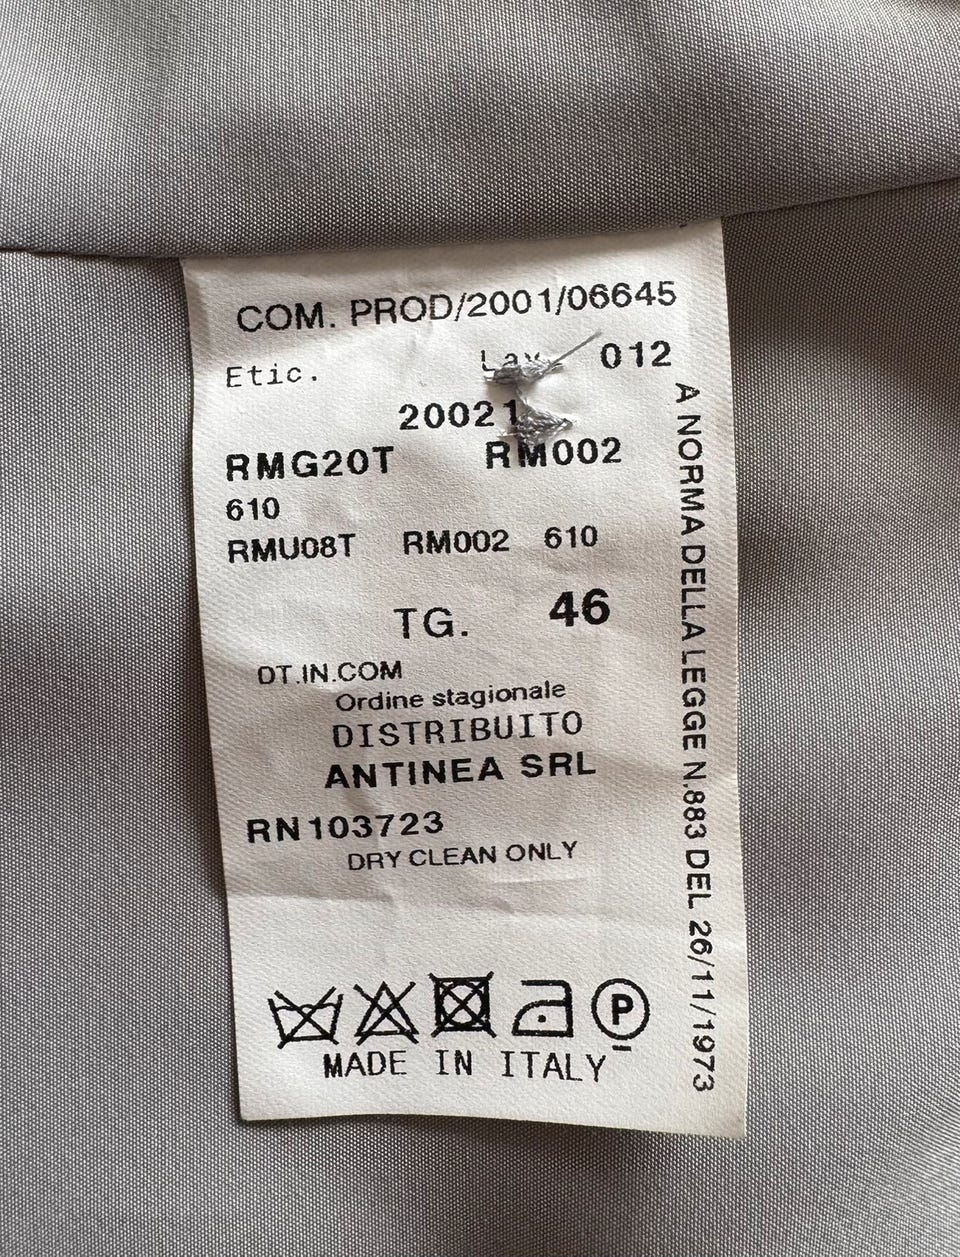 COM. PROD/2001/06645
Etic. Lav. 012
20021
RMG20T RM002
610
RMU08T RM002 610
TG. 46
DT.IN.COM
Ordine stagionale
DISTRIBUITO
ANTINEA SRL
RN103723
DRY CLEAN ONLY
P
MADE IN ITALY
A NORMA DELLA LEGGE N.883 DEL 26/11/1973